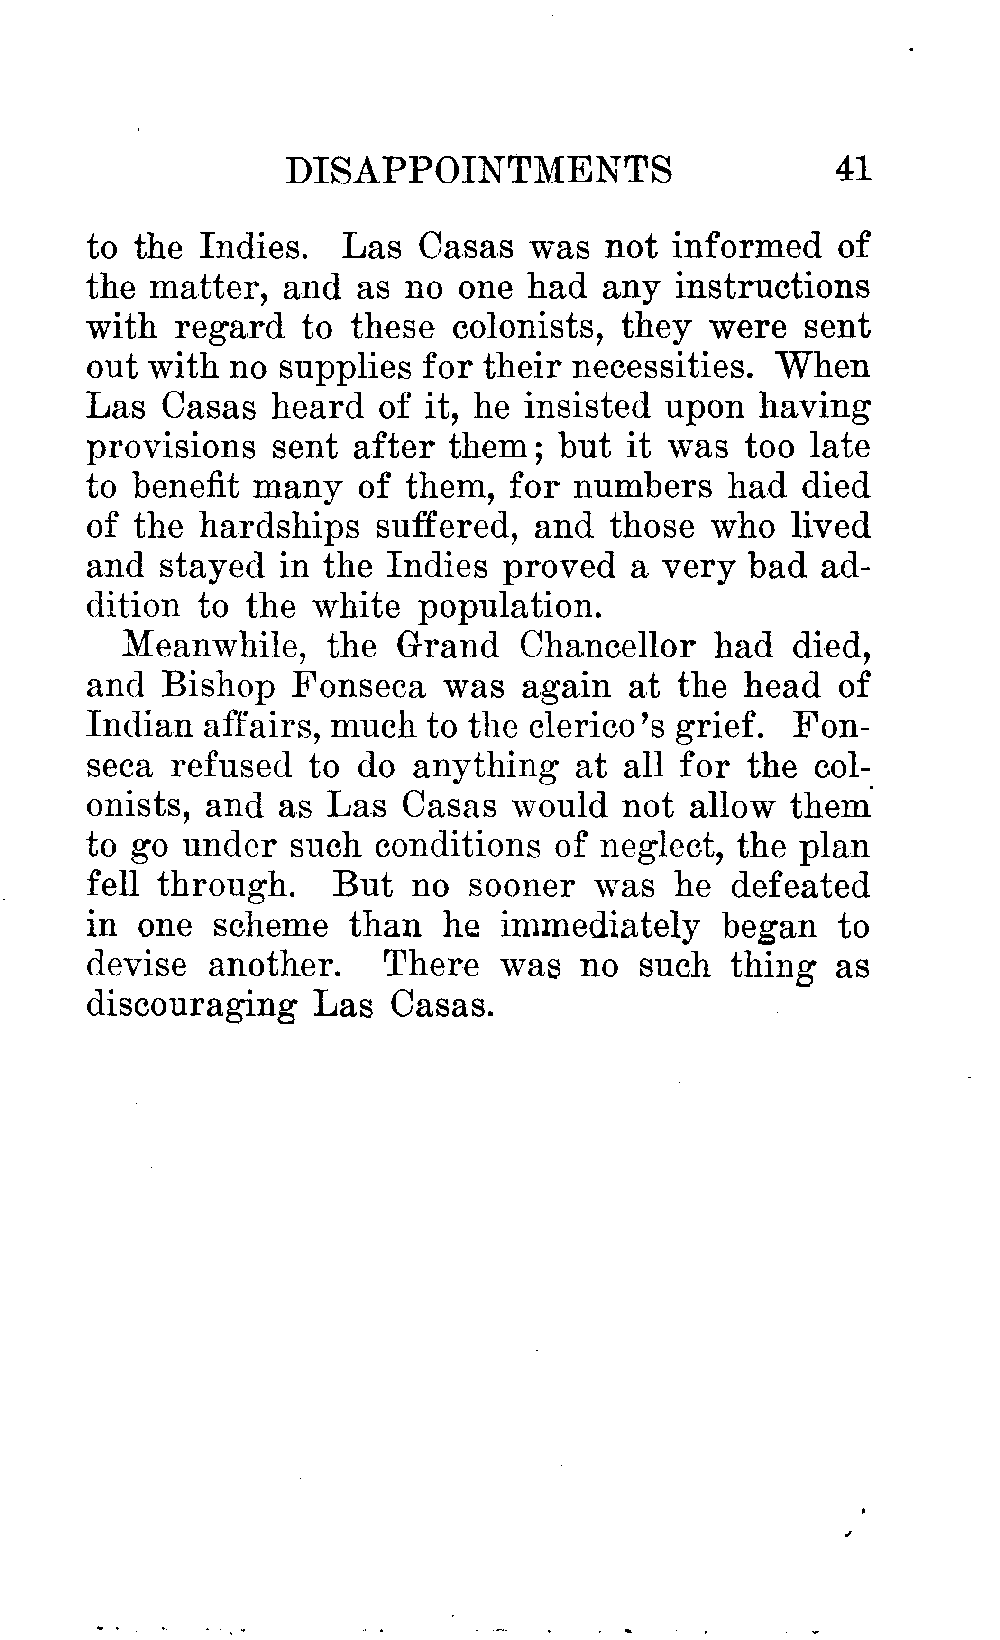 DISAPPOINTMENTS 41
to the Indies. Las Casas was not informed of
the matter, and as no one had any instructions
with regard to these colonists, they were sent
out with no supplies for their necessities. When
Las Casas heard of it, he insisted upon having
provisions sent after them; but it was too late
to benefit many of them, for numbers had died
of the hardships suffered, and those who lived
and stayed in the Indies proved a very bad ad-
dition to the white population.
Meanwhile, the Grand Chancellor had died,
and Bishop Fonseca was again at the head of
Indian affairs, much to the clerico's grief. Fon-
seca refused to do anything at all for the col-
onists, and as Las Casas would not allow them
to go under such conditions of neglect, the plan
fell through. But no sooner was he defeated
in one scheme than he immediately began to
devise another. There was no such thing as
discouraging Las Casas.